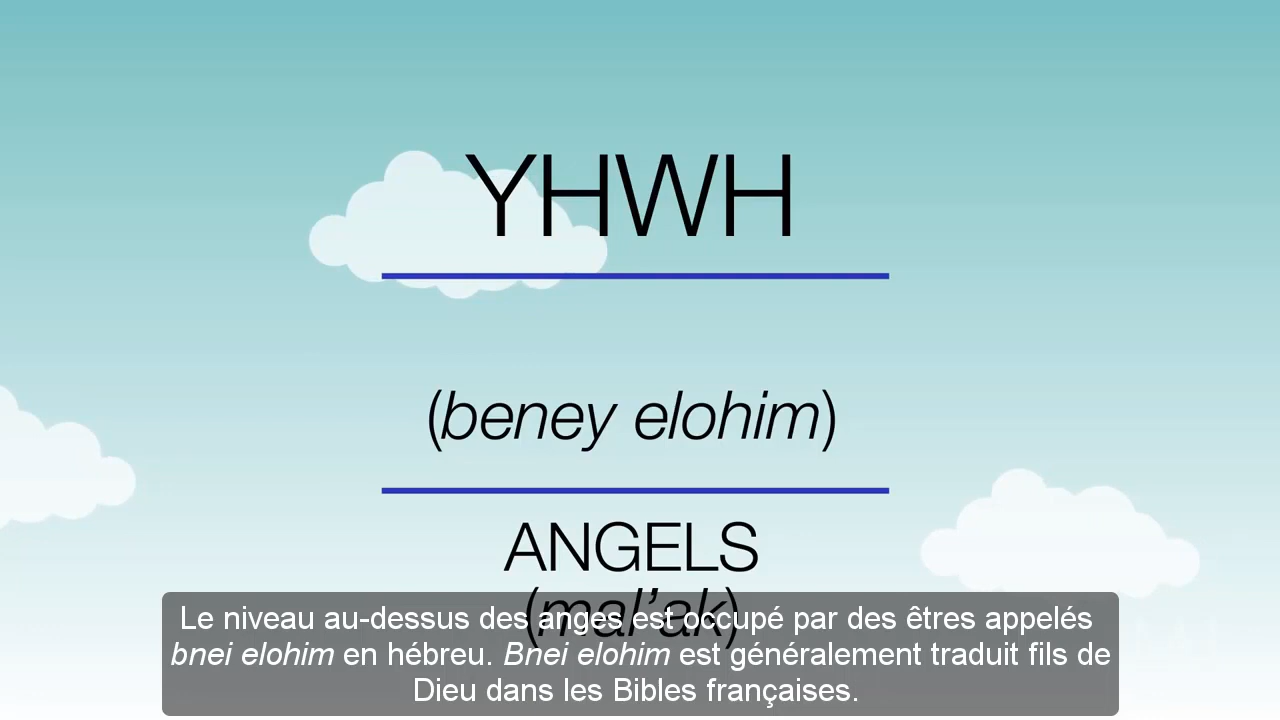 YHWH
(beney elohim)
ANGELS
(mal’ak)
Le niveau au-dessus des anges est occupé par des êtres appelés
bnei elohim en hébreu. Bnei elohim est généralement traduit fils de
Dieu dans les Bibles françaises.